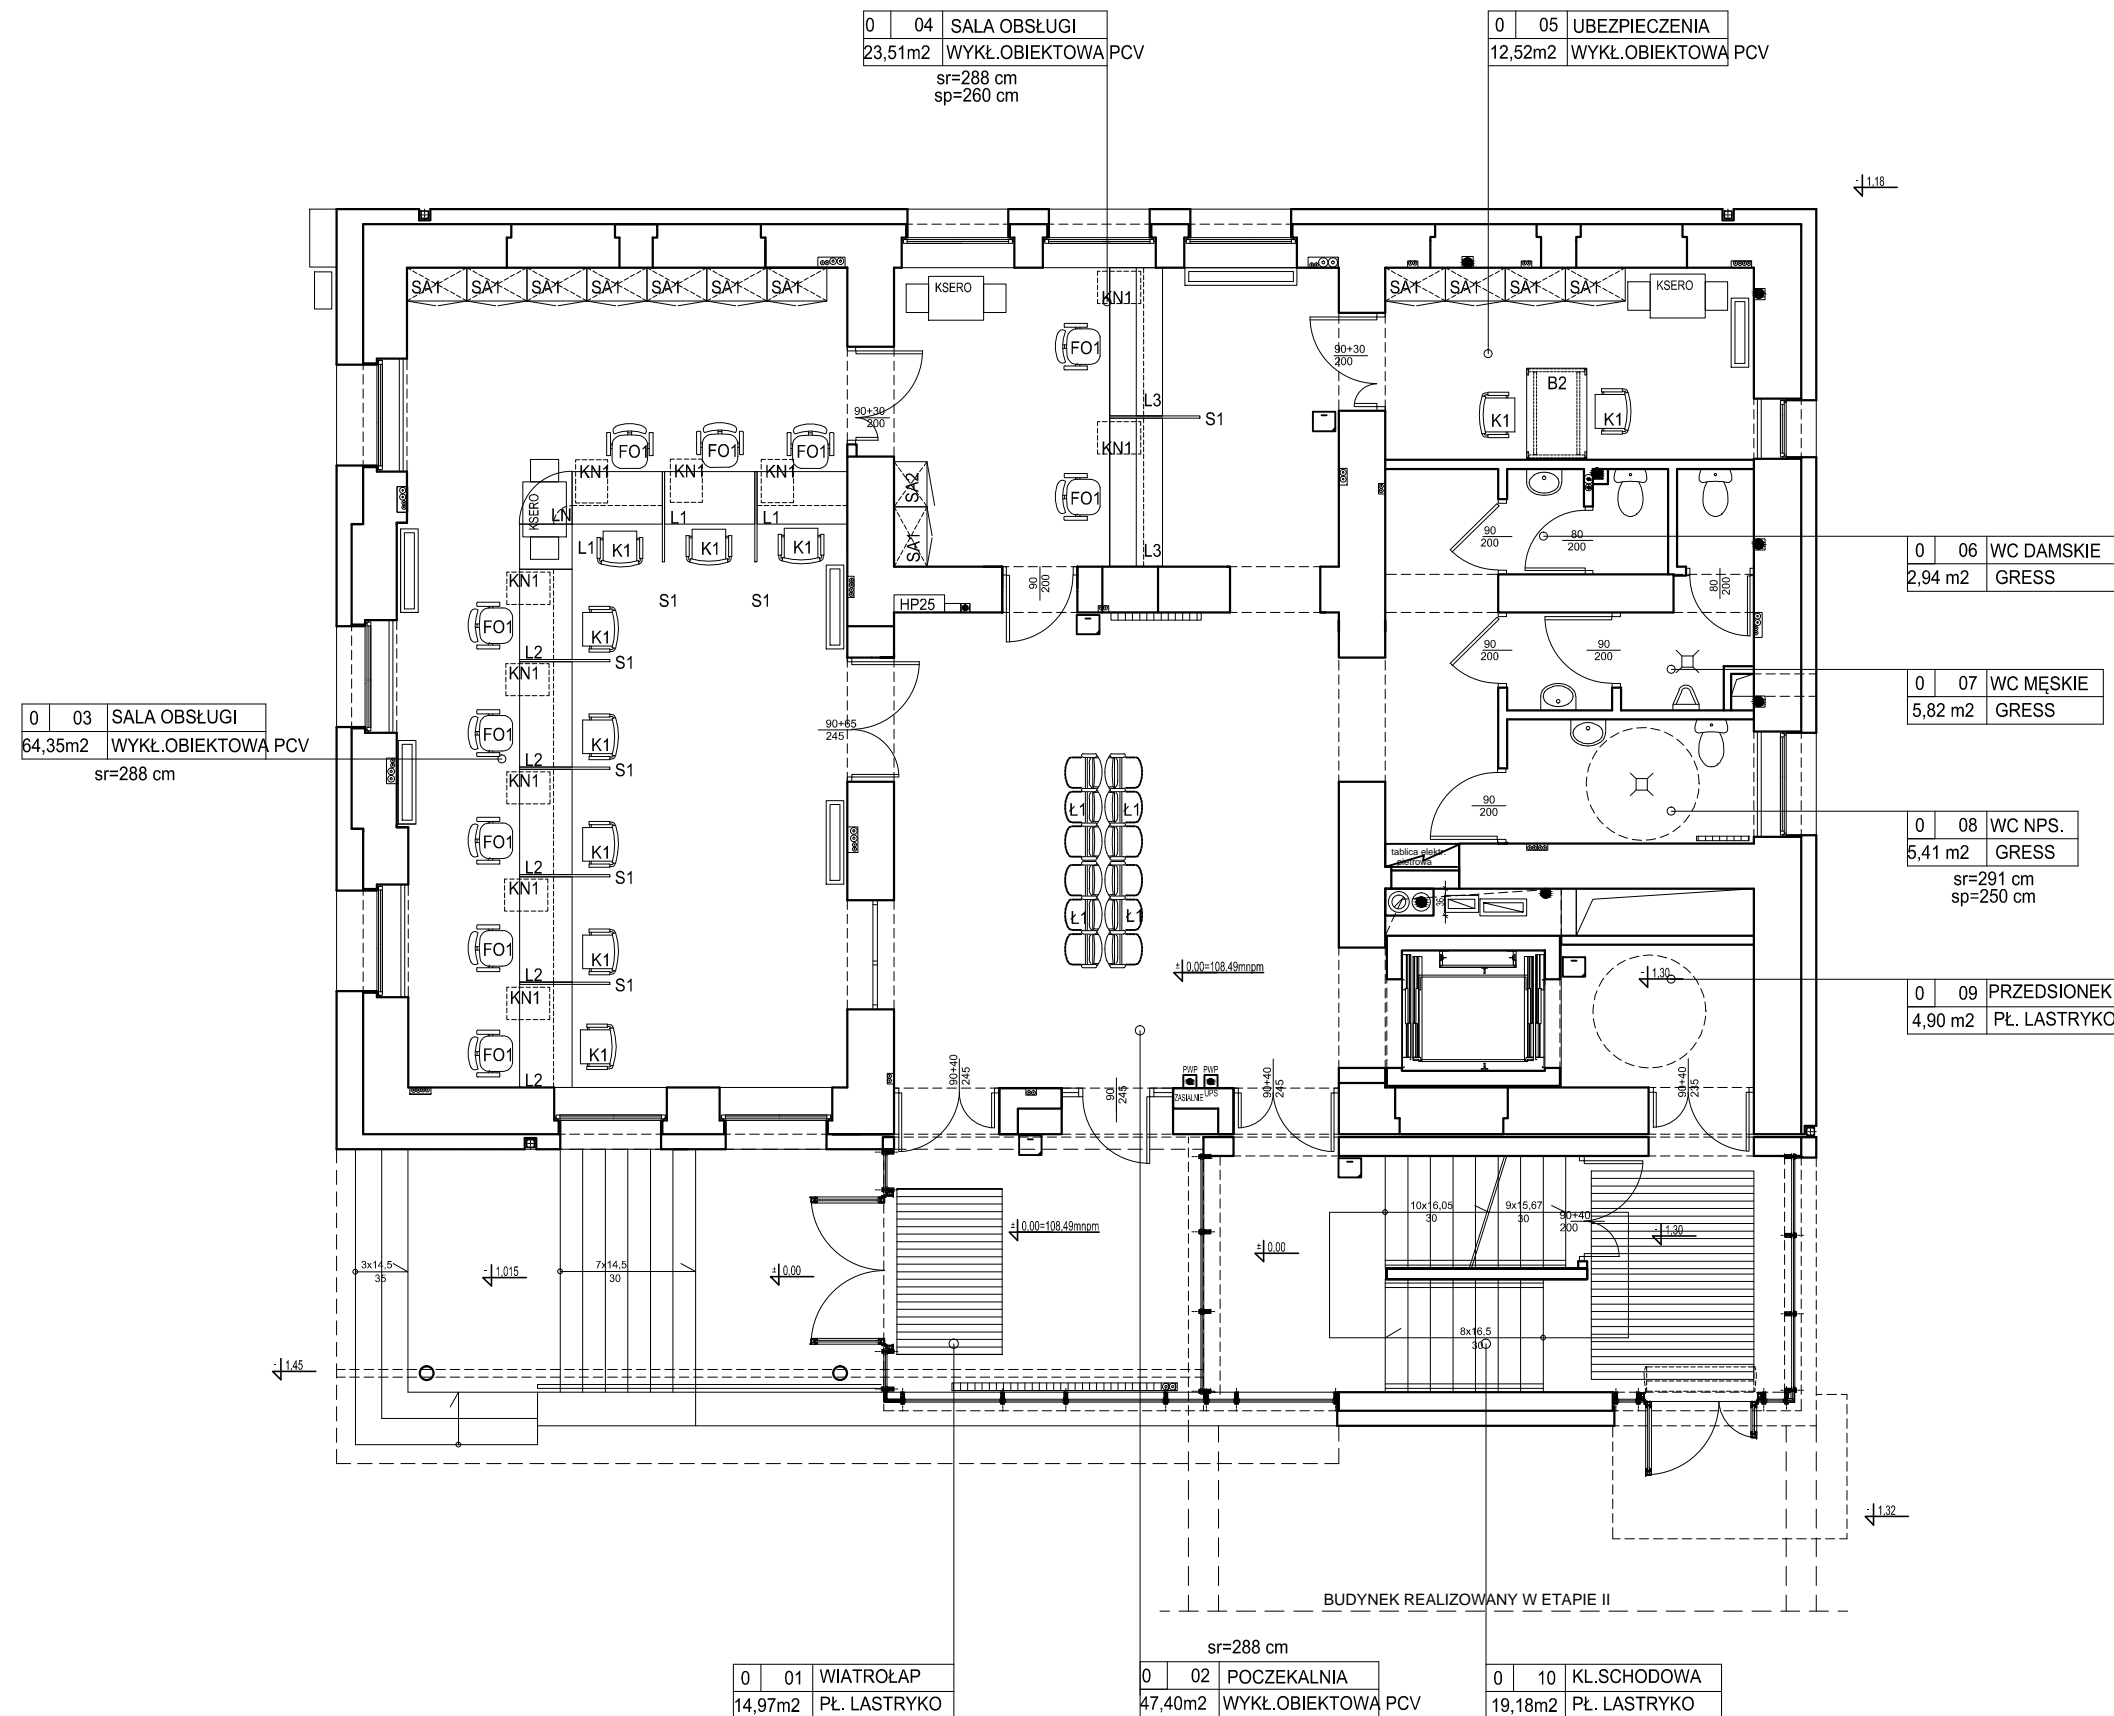 0 04 SALA OBSŁUGI
23,51m2 WYKŁ.OBIEKTOWA PCV
sr=288 cm
sp=260 cm
0 05 UBEZPIECZENIA
12,52m2 WYKŁ.OBIEKTOWA PCV
- 1,18
SA1 SA1 SA1 SA1 SA1 SA1 SA1
KSERO
KN1
SA1 SA1 SA1 SA1
KSERO
FO1
90+30
200
90+30
200
B2
K1 K1
L3
S1
KN1
FO1 FO1 FO1
KN1 KN1 KN1
KSERO
LN L1 L1
L1 K1 K1 K1
SA2
SA1
FO1
L3
90
200
80
200
0 06 WC DAMSKIE
2,94 m2 GRESS
KN1
S1 S1
HP25
90
200
80
200
FO1 K1
L2 S1
KN1
90
200
90
200
0 07 WC MĘSKIE
5,82 m2 GRESS
0 03 SALA OBSŁUGI
64,35m2 WYKŁ.OBIEKTOWA PCV
sr=288 cm
FO1 K1
L2 S1
KN1
90+65
245
Ł1 Ł1
90
200
0 08 WC NPS.
5,41 m2 GRESS
sr=291 cm
sp=250 cm
FO1 K1
L2 S1
KN1
tablica elektr.
piętrowa
36
Ł1 Ł1
FO1 K1
L2 S1
KN1
± 0,00=108.49mnpm
- 1,30
0 09 PRZEDSIONEK
4,90 m2 PŁ. LASTRYKO
FO1 K1
L2
90+40
245
90
245
PWP PWP
ZASIALNIE UPS
90+40
245
90+40
235
10x16,05
30
9x15,67
30
90+40
200
± 0,00=108.49mnpm
± 0,00
- 1,30
3x14,5
35
- 1,015
7x14,5
30
± 0,00
8x16,5
30
- 1,45
- 1,32
BUDYNEK REALIZOWANY W ETAPIE II
sr=288 cm
0 01 WIATROŁAP
14,97m2 PŁ. LASTRYKO
0 02 POCZEKALNIA
47,40m2 WYKŁ.OBIEKTOWA PCV
0 10 KL.SCHODOWA
19,18m2 PŁ. LASTRYKO